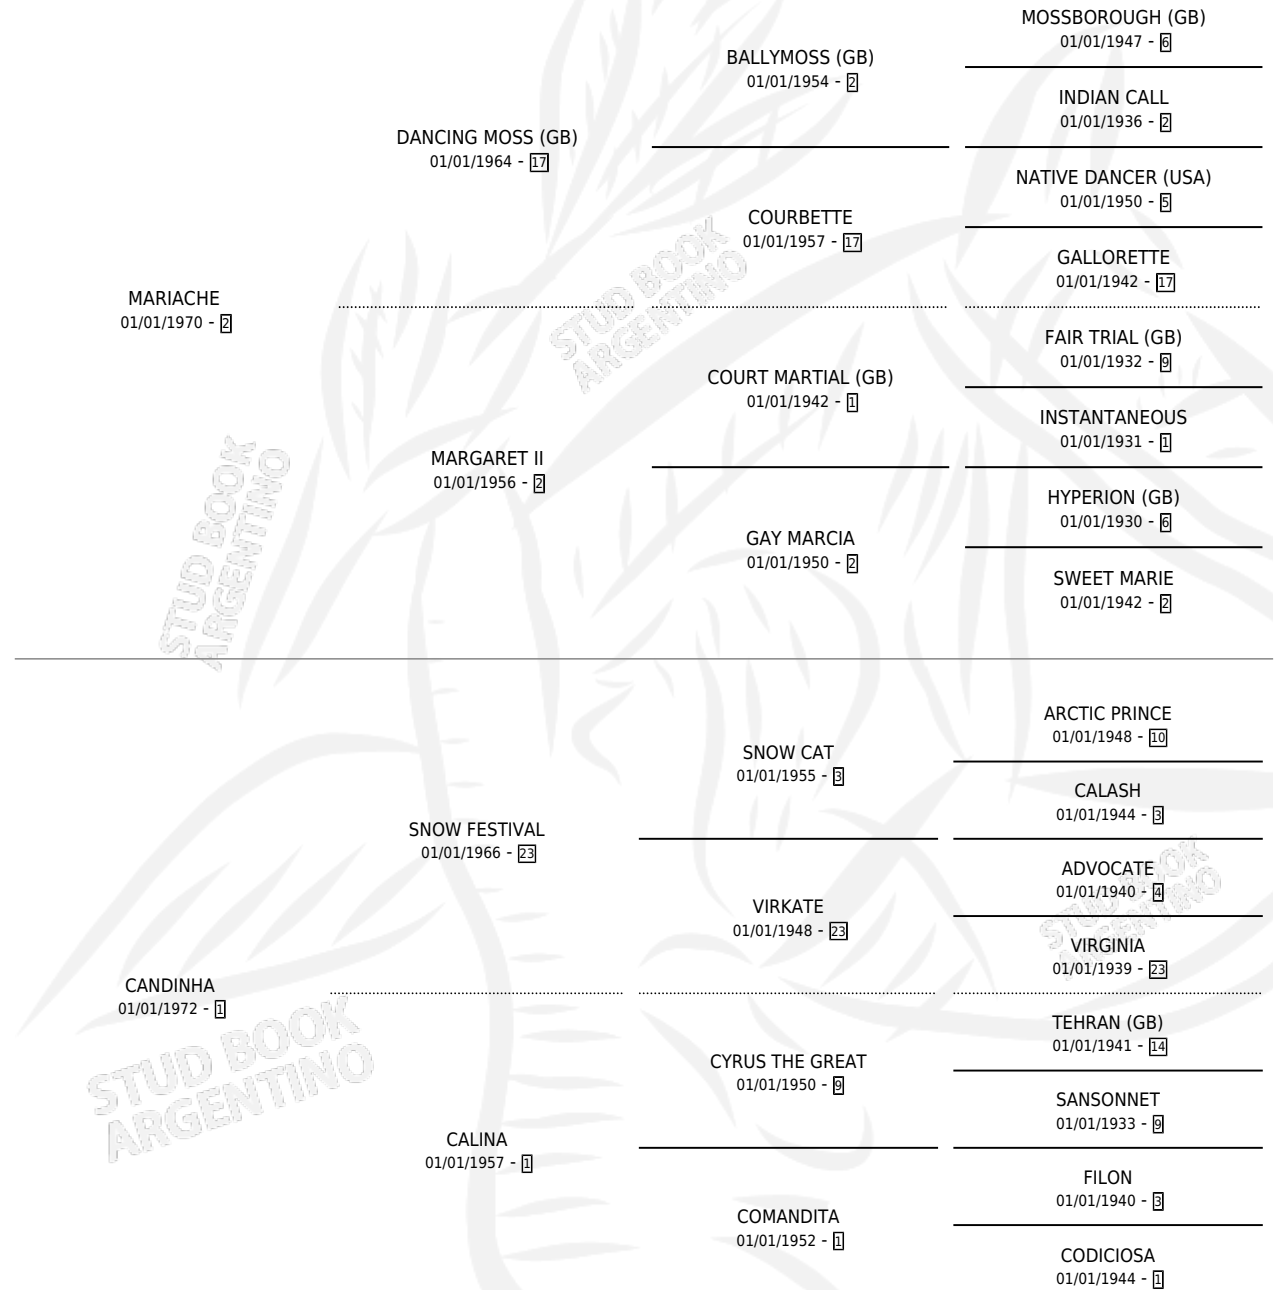 MOSSBOROUGH (GB)
01/01/1947 - 6
BALLYMOSS (GB)
01/01/1954 - 2
INDIAN CALL
01/01/1936 - 2
DANCING MOSS (GB)
01/01/1964 - 17
NATIVE DANCER (USA)
01/01/1950 - 5
COURBETTE
01/01/1957 - 17
GALLORETTE
01/01/1942 - 17
MARIACHE
01/01/1970 - 2
FAIR TRIAL (GB)
01/01/1932 - 9
COURT MARTIAL (GB)
01/01/1942 - 1
INSTANTANEOUS
01/01/1931 - 1
MARGARET II
01/01/1956 - 2
HYPERION (GB)
01/01/1930 - 6
GAY MARCIA
01/01/1950 - 2
SWEET MARIE
01/01/1942 - 2
STUD BOOK
ARGENTINO
STUD BOOK
ARGENTINO
ARCTIC PRINCE
01/01/1948 - 10
SNOW CAT
01/01/1955 - 3
CALASH
01/01/1944 - 3
SNOW FESTIVAL
01/01/1966 - 23
ADVOCATE
01/01/1940 - 4
VIRKATE
01/01/1948 - 23
VIRGINIA
01/01/1939 - 23
CANDINHA
01/01/1972 - 1
TEHRAN (GB)
01/01/1941 - 14
CYRUS THE GREAT
01/01/1950 - 9
SANSONNET
01/01/1933 - 9
CALINA
01/01/1957 - 1
FILON
01/01/1940 - 3
COMANDITA
01/01/1952 - 1
CODICIOSA
01/01/1944 - 1
STUD BOOK
ARGENTINO
STUD BOOK
ARGENTINO